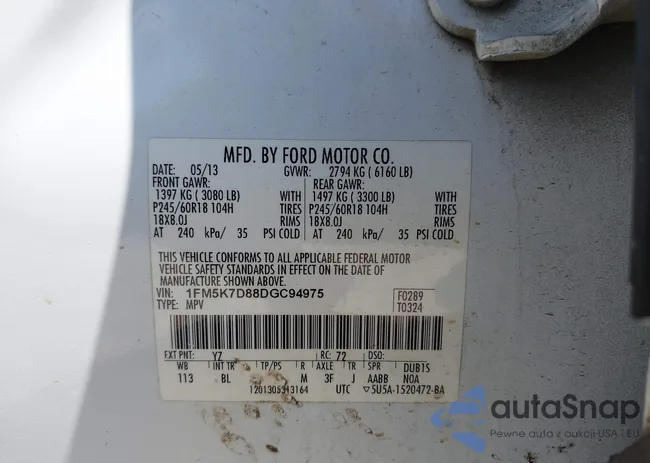 MFD. BY FORD MOTOR CO.
DATE: 05/13 GVWR: 2794 KG ( 6160 LB)
FRONT GAWR: REAR GAWR:
1397 KG ( 3080 LB) WITH 1497 KG ( 3300 LB) WITH
P245/60R18 104H TIRES P245/60R18 104H TIRES
18X8.0J RIMS 18X8.0J RIMS
AT 240 kPa/ 35 PSI COLD AT 240 kPa/ 35 PSI COLD
THIS VEHICLE CONFORMS TO ALL APPLICABLE FEDERAL MOTOR
VEHICLE SAFETY STANDARDS IN EFFECT ON THE DATE OF
MANUFACTURE SHOWN ABOVE.
VIN: 1FM5K7D88DGC94975 F0289
TYPE: MPV T0324
EXT PNT: YZ RC: 72 DSO:
WB INT TR TP/PS R AXLE TR SPR DUB1S
113 BL M 3F J AABB N0A
UTC 5U5A-1520472-BA
autoSnap
Pewne auta z aukcji USA i EU